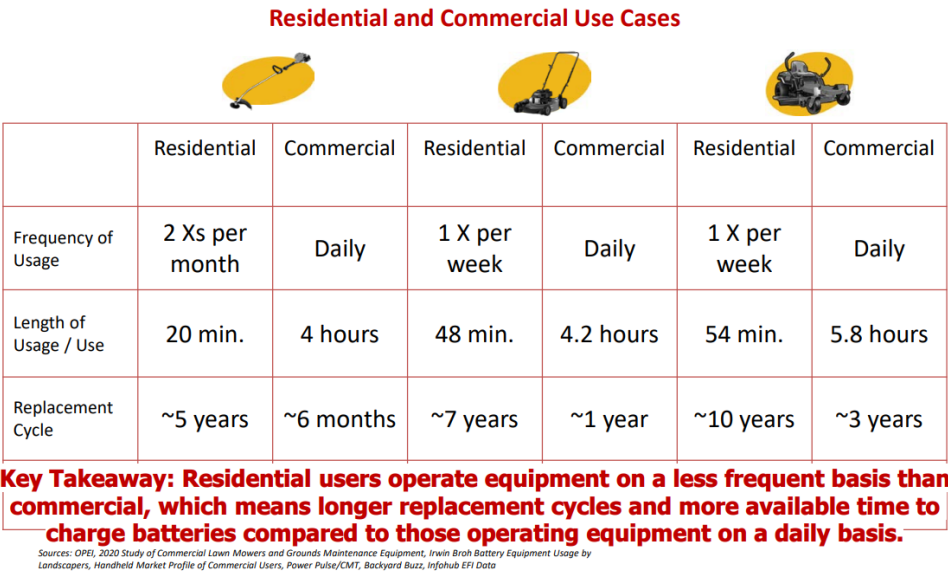 Residential and Commercial Use Cases
Residential Commercial Residential Commercial Residential Commercial
Frequency of
Usage
2 Xs per
month
Daily
1 X per
week
Daily
1 X per
week
Daily
Length of
Usage / Use
20 min.
4 hours
48 min.
4.2 hours
54 min.
5.8 hours
Replacement
Cycle
~5 years
~6 months
~7 years
~1 year
~10 years
~3 years
Key Takeaway: Residential users operate equipment on a less frequent basis than
commercial, which means longer replacement cycles and more available time to
charge batteries compared to those operating equipment on a daily basis.
Sources: OPEI, 2020 Study of Commercial Lawn Mowers and Grounds Maintenance Equipment, Irwin Broh Battery Equipment Usage by
Landscapers, Handheld Market Profile of Commercial Users, Power Pulse/CMT, Backyard Buzz, Infohub EFI Data